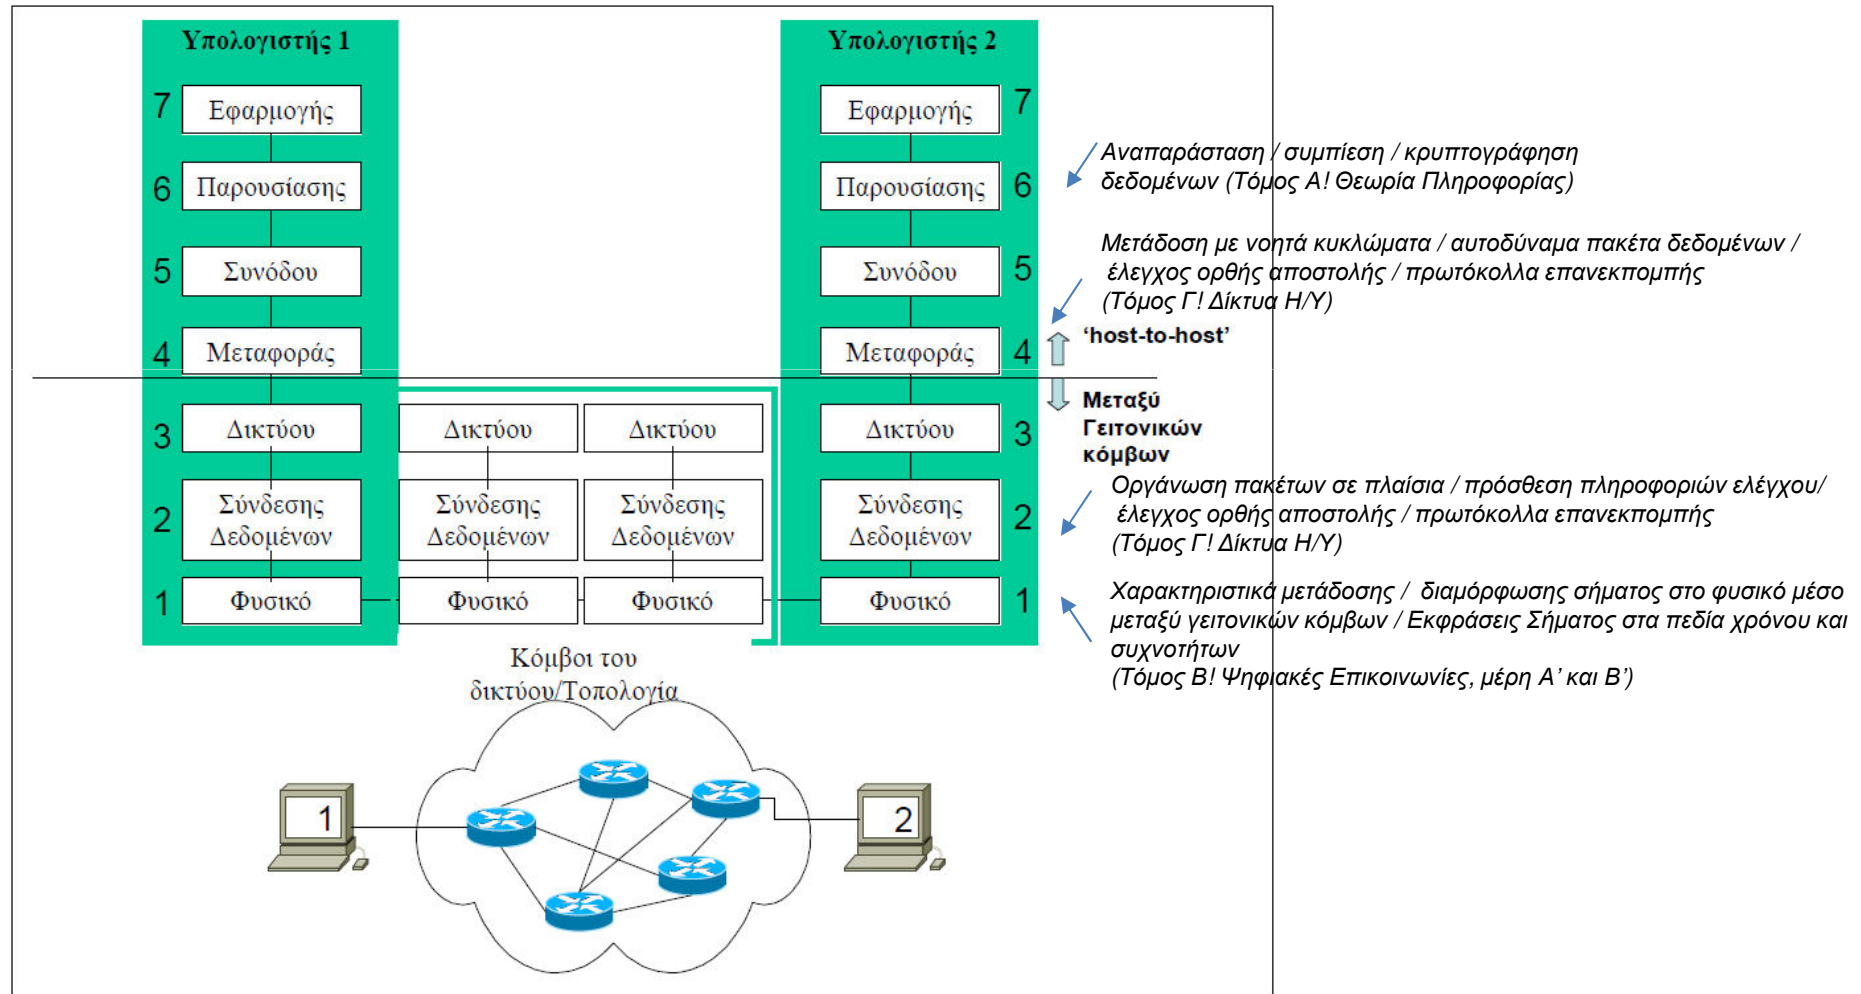 Υπολογιστής 1
Υπολογιστής 2
7 Εφαρμογής
Εφαρμογής 7
6 Παρουσίασης
Παρουσίασης 6
Αναπαράσταση / συμπίεση / κρυπτογράφηση
δεδομένων (Τόμος Α! Θεωρία Πληροφορίας)
5 Συνόδου
Συνόδου 5
Μετάδοση με νοητά κυκλώματα / αυτοδύναμα πακέτα δεδομένων /
έλεγχος ορθής αποστολής / πρωτόκολλα επανεκπομπής
(Τόμος Γ! Δίκτυα Η/Υ)
4 Μεταφοράς
Μεταφοράς 4
‘host-to-host’
Μεταξύ
Γειτονικών
κόμβων
3 Δικτύου
Δικτύου
Δικτύου
Δικτύου 3
2 Σύνδεσης
Δεδομένων
Σύνδεσης
Δεδομένων
Σύνδεσης
Δεδομένων
Σύνδεσης
Δεδομένων 2
Οργάνωση πακέτων σε πλαίσια / πρόσθεση πληροφοριών ελέγχου/
έλεγχος ορθής αποστολής / πρωτόκολλα επανεκπομπής
(Τόμος Γ! Δίκτυα Η/Υ)
1 Φυσικό
Φυσικό
Φυσικό
Φυσικό 1
Χαρακτηριστικά μετάδοσης / διαμόρφωσης σήματος στο φυσικό μέσο
μεταξύ γειτονικών κόμβων / Εκφράσεις Σήματος στα πεδία χρόνου και
συχνοτήτων
(Τόμος Β! Ψηφιακές Επικοινωνίες, μέρη Α’ και Β’)
Κόμβοι του
δικτύου/Τοπολογία
1
2